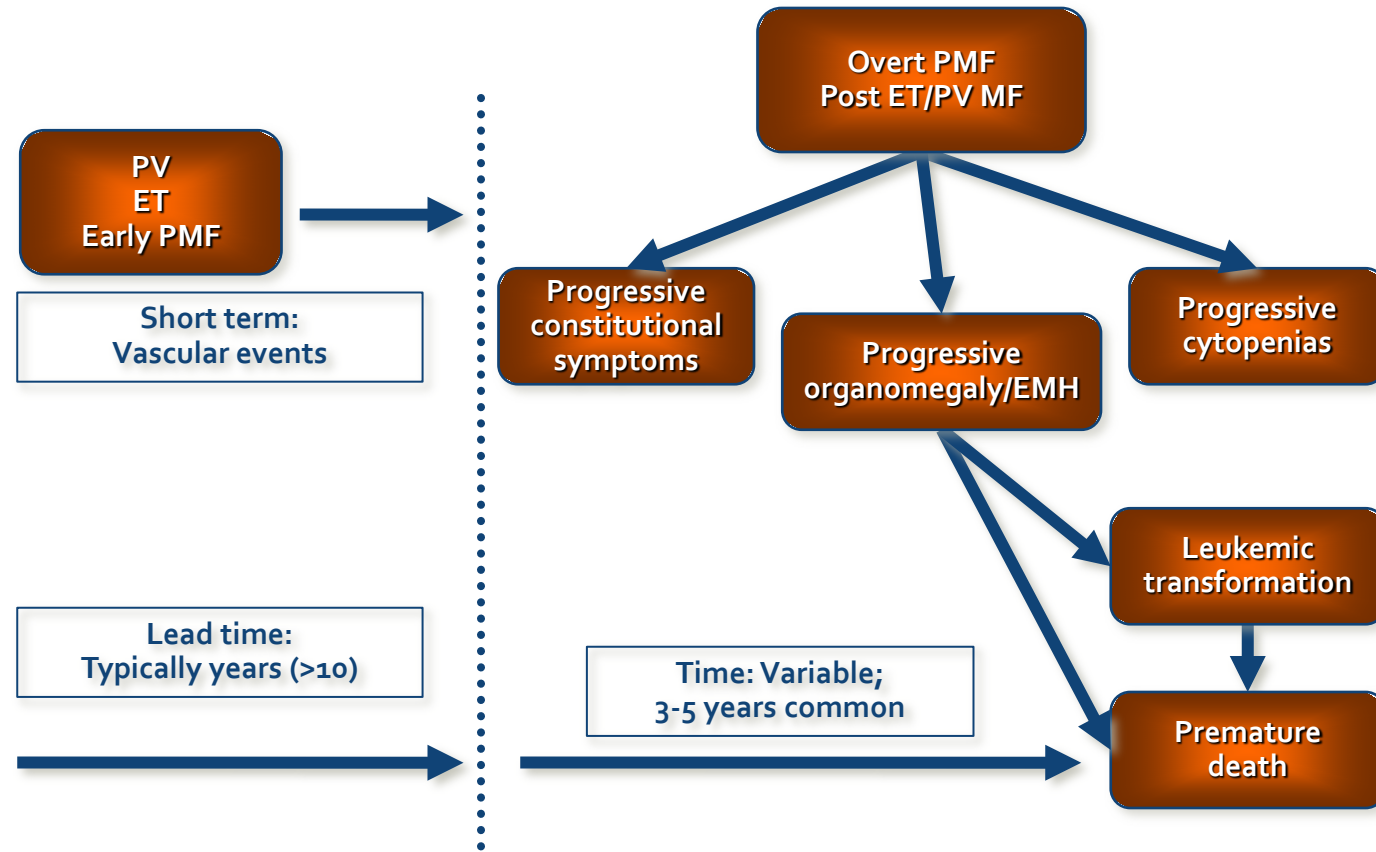 PV
ET
Early PMF
Short term:
Vascular events
Lead time:
Typically years (>10)
Overt PMF
Post ET/PV MF
Progressive
constitutional
symptoms
Progressive
organomegaly/EMH
Progressive
cytopenias
Leukemic
transformation
Time: Variable;
3-5 years common
Premature
death